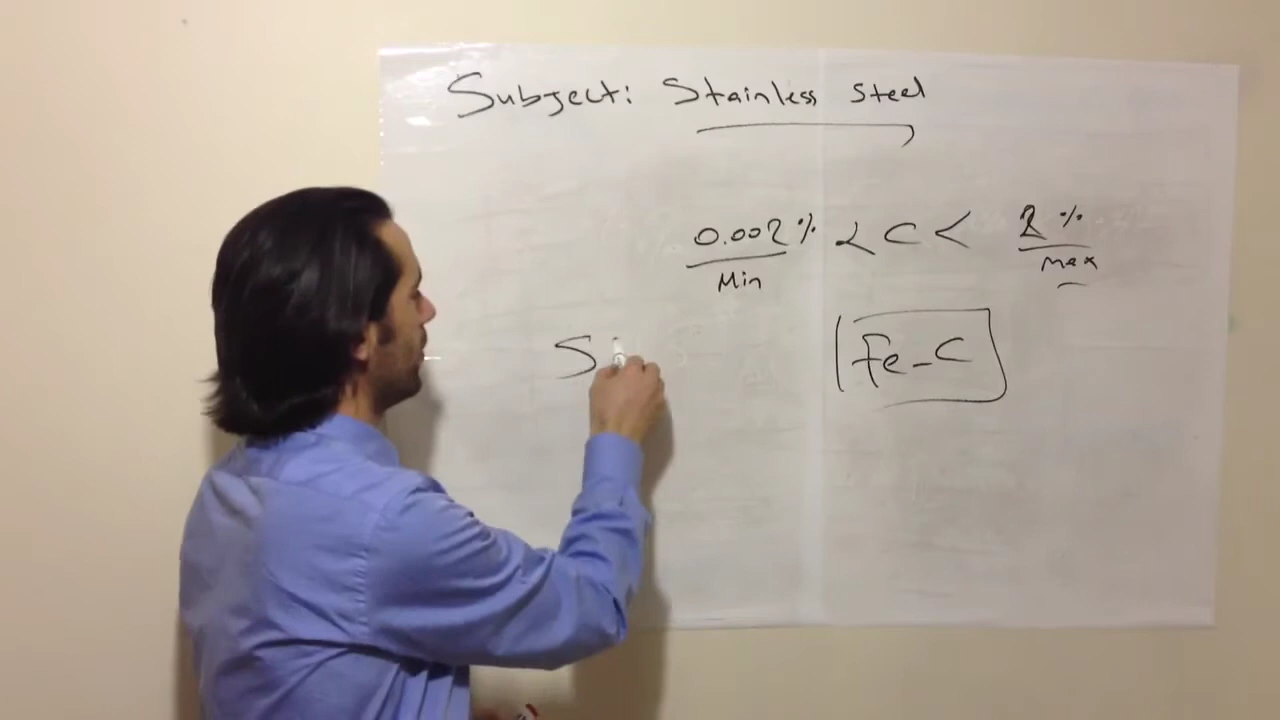 Subject: Stainless Steel
0.002% < C < 2%
Min max
Fe-C
S